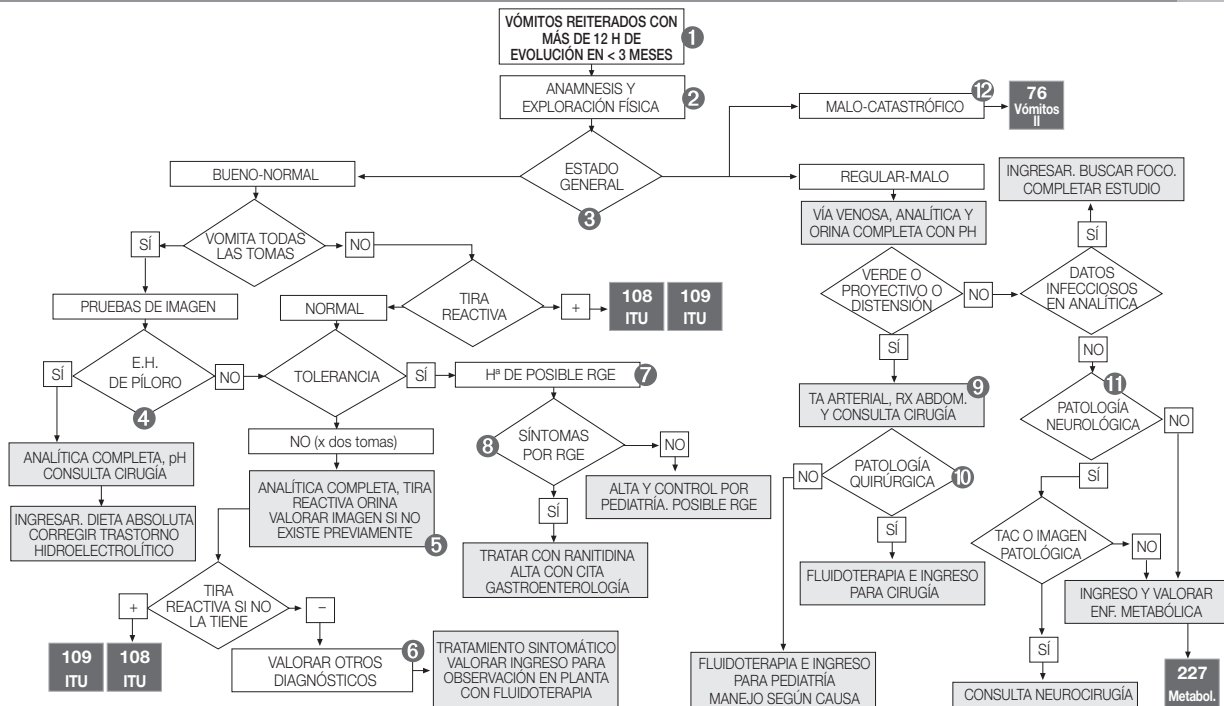 VÓMITOS REITERADOS CON
MÁS DE 12 H DE
EVOLUCIÓN EN < 3 MESES
1
ANAMNESIS Y
EXPLORACIÓN FÍSICA
2
MALO-CATASTRÓFICO
12
76
Vómitos
II
ESTADO
GENERAL
3
BUENO-NORMAL
REGULAR-MALO
INGRESAR. BUSCAR FOCO.
COMPLETAR ESTUDIO
VÍA VENOSA, ANALÍTICA Y
ORINA COMPLETA CON PH
SÍ
VOMITA TODAS
LAS TOMAS
NO
SÍ
VERDE O
PROYECTIVO O
DISTENSIÓN
NO
DATOS
INFECCIOSOS
EN ANALÍTICA
PRUEBAS DE IMAGEN
NORMAL
TIRA
REACTIVA
+
108
ITU
109
ITU
SÍ
NO
SÍ
E.H.
DE PÍLORO
4
NO
TOLERANCIA
SÍ
Hª DE POSIBLE RGE
7
TA ARTERIAL, RX ABDOM.
Y CONSULTA CIRUGÍA
9
11
PATOLOGÍA
NEUROLÓGICA
NO
ANALÍTICA COMPLETA, pH
CONSULTA CIRUGÍA
NO (x dos tomas)
8
SÍNTOMAS
POR RGE
NO
NO
PATOLOGÍA
QUIRÚRGICA
10
SÍ
INGRESAR. DIETA ABSOLUTA
CORREGIR TRASTORNO
HIDROELECTROLÍTICO
ANALÍTICA COMPLETA, TIRA
REACTIVA ORINA
VALORAR IMAGEN SI NO
EXISTE PREVIAMENTE
5
SÍ
ALTA Y CONTROL POR
PEDIATRÍA. POSIBLE RGE
SÍ
TAC O IMAGEN
PATOLÓGICA
NO
TRATAR CON RANITIDINA
ALTA CON CITA
GASTROENTEROLOGÍA
FLUIDOTERAPIA E INGRESO
PARA CIRUGÍA
INGRESO Y VALORAR
ENF. METABÓLICA
+
TIRA
REACTIVA SI NO
LA TIENE
−
SÍ
109
ITU
108
ITU
VALORAR OTROS
DIAGNÓSTICOS
6
TRATAMIENTO SINTOMÁTICO
VALORAR INGRESO PARA
OBSERVACIÓN EN PLANTA
CON FLUIDOTERAPIA
FLUIDOTERAPIA E INGRESO
PARA PEDIATRÍA
MANEJO SEGÚN CAUSA
CONSULTA NEUROCIRUGÍA
227
Metabol.